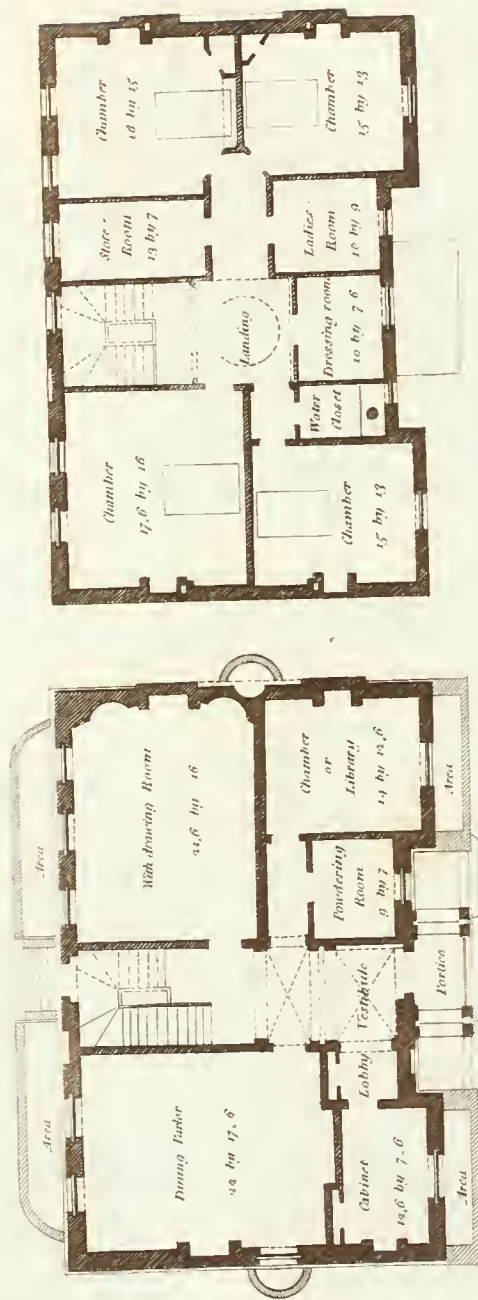 Chamber
18 by 15
Chamber
15 by 13
Store-
Room
13 by 7
Ladies-
Room
10 by 9
Landing
Dressing room
10 by 7 6
Water
Closet
Chamber
17.6 by 16
Chamber
15 by 13
Area
With drawing Room
21,6 by 16
Chamber
or
Library
14 by 12,6
Area
Powdering
Room
9 by 7
Vestibule
Portico
Area
Dining Parlor
22 by 17.6
Lobby
Cabinet
12,6 by 7-6
Area